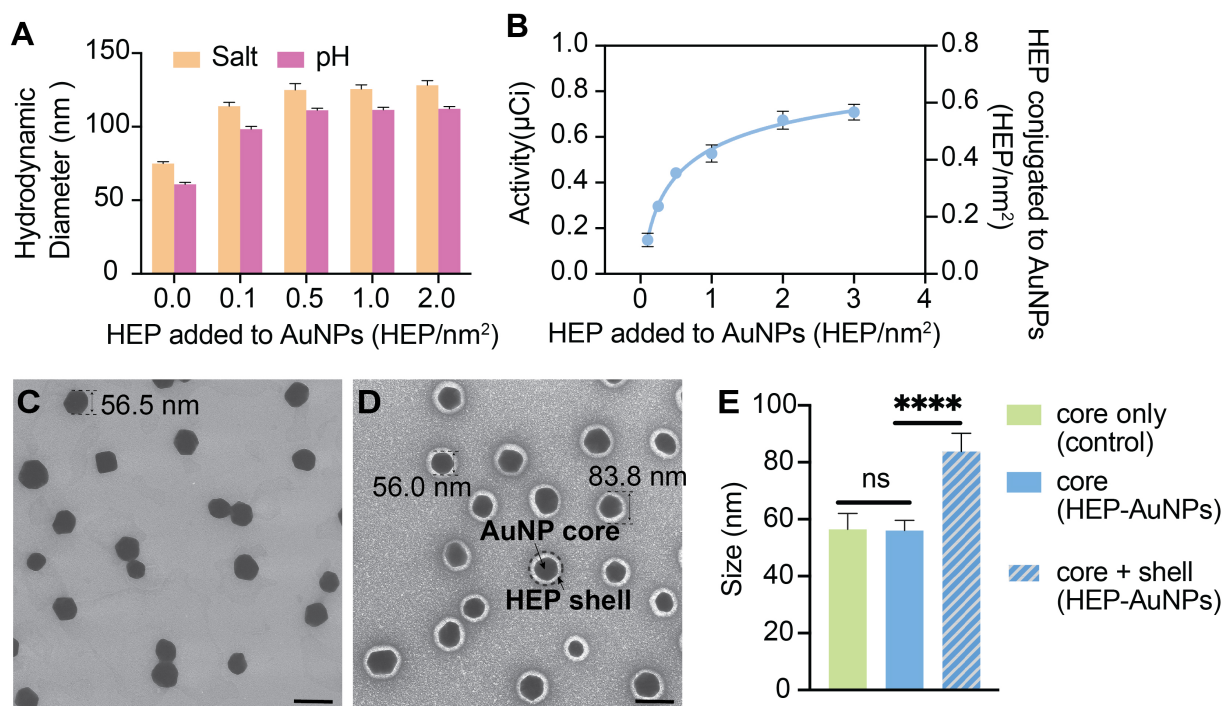 A
Salt
pH
150
100
50
0
Hydrodynamic
Diameter (nm )
0.0
0.1
0.5
1.0
2.0
HEP added to AuNPs (HEP/nm²)
B
1.0
0.8
0.6
0.4
0.2
0.0
Activity(µCi)
0.8
0.6
0.4
0.2
0.0
HEP conjugated to AuNPs
(HEP/nm²)
0
1
2
3
4
HEP added to AuNPs (HEP/nm²)
C
56.5 nm
D
56.0 nm
83.8 nm
AuNP core
HEP shell
E
100
80
60
40
20
0
Size (nm)
ns
****
core only
(control)
core
(HEP-AuNPs)
core + shell
(HEP-AuNPs)